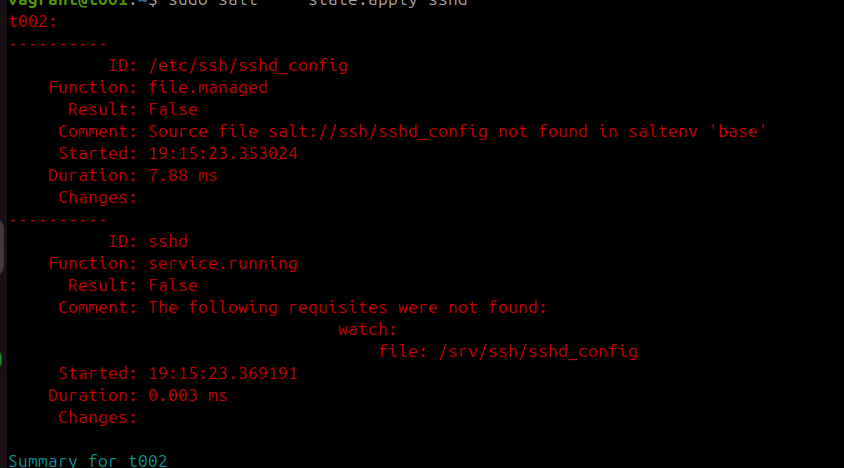 vagrant@t001:~$ sudo salt state.apply sshd
t002:
----------
ID: /etc/ssh/sshd_config
Function: file.managed
Result: False
Comment: Source file salt://ssh/sshd_config not found in saltenv 'base'
Started: 19:15:23.353024
Duration: 7.88 ms
Changes:
----------
ID: sshd
Function: service.running
Result: False
Comment: The following requisites were not found:
watch:
file: /srv/ssh/sshd_config
Started: 19:15:23.369191
Duration: 0.003 ms
Changes:
Summary for t002